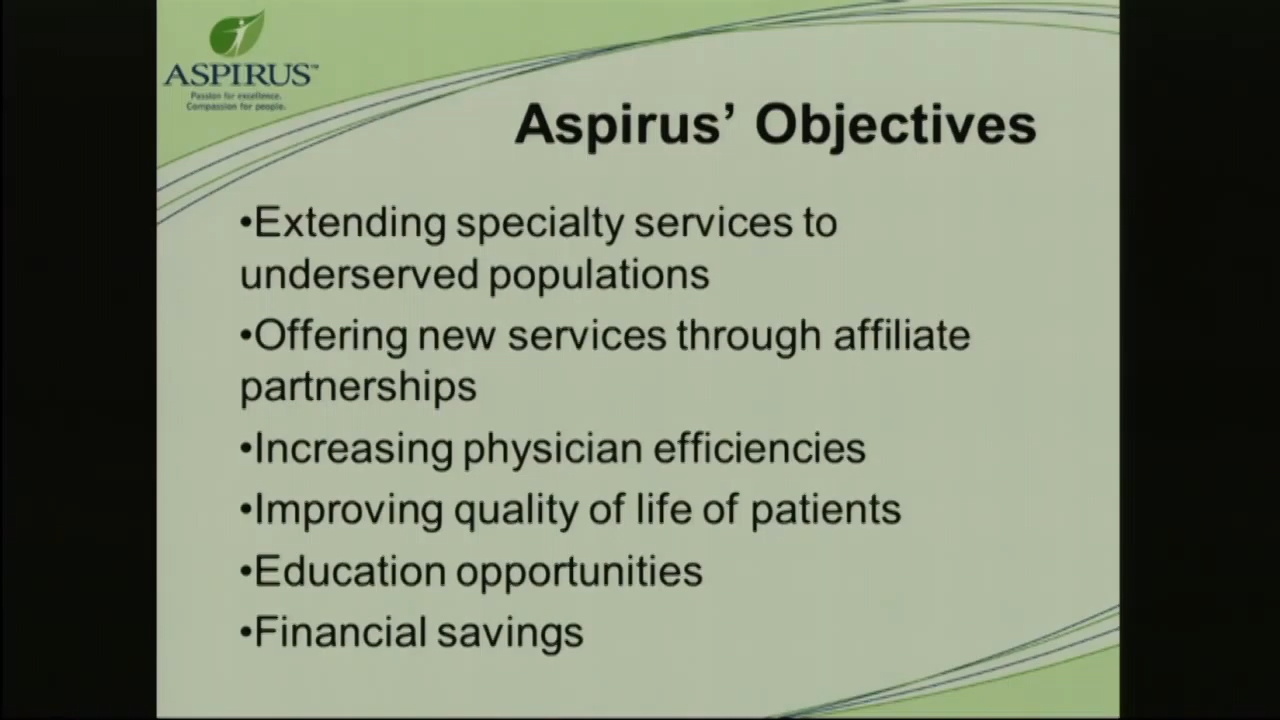 ASPIRUS™
Passion for excellence.
Compassion for people.
Aspirus’ Objectives
•Extending specialty services to
underserved populations
•Offering new services through affiliate
partnerships
•Increasing physician efficiencies
•Improving quality of life of patients
•Education opportunities
•Financial savings